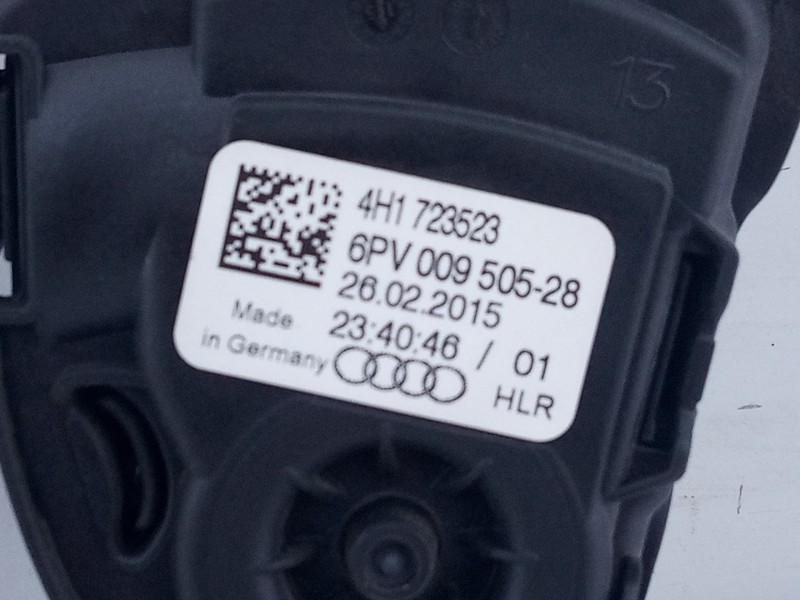 13
4H1 723523
6PV 009 505-28
26.02.2015
23:40:46 / 01
Made
in Germany
HLR